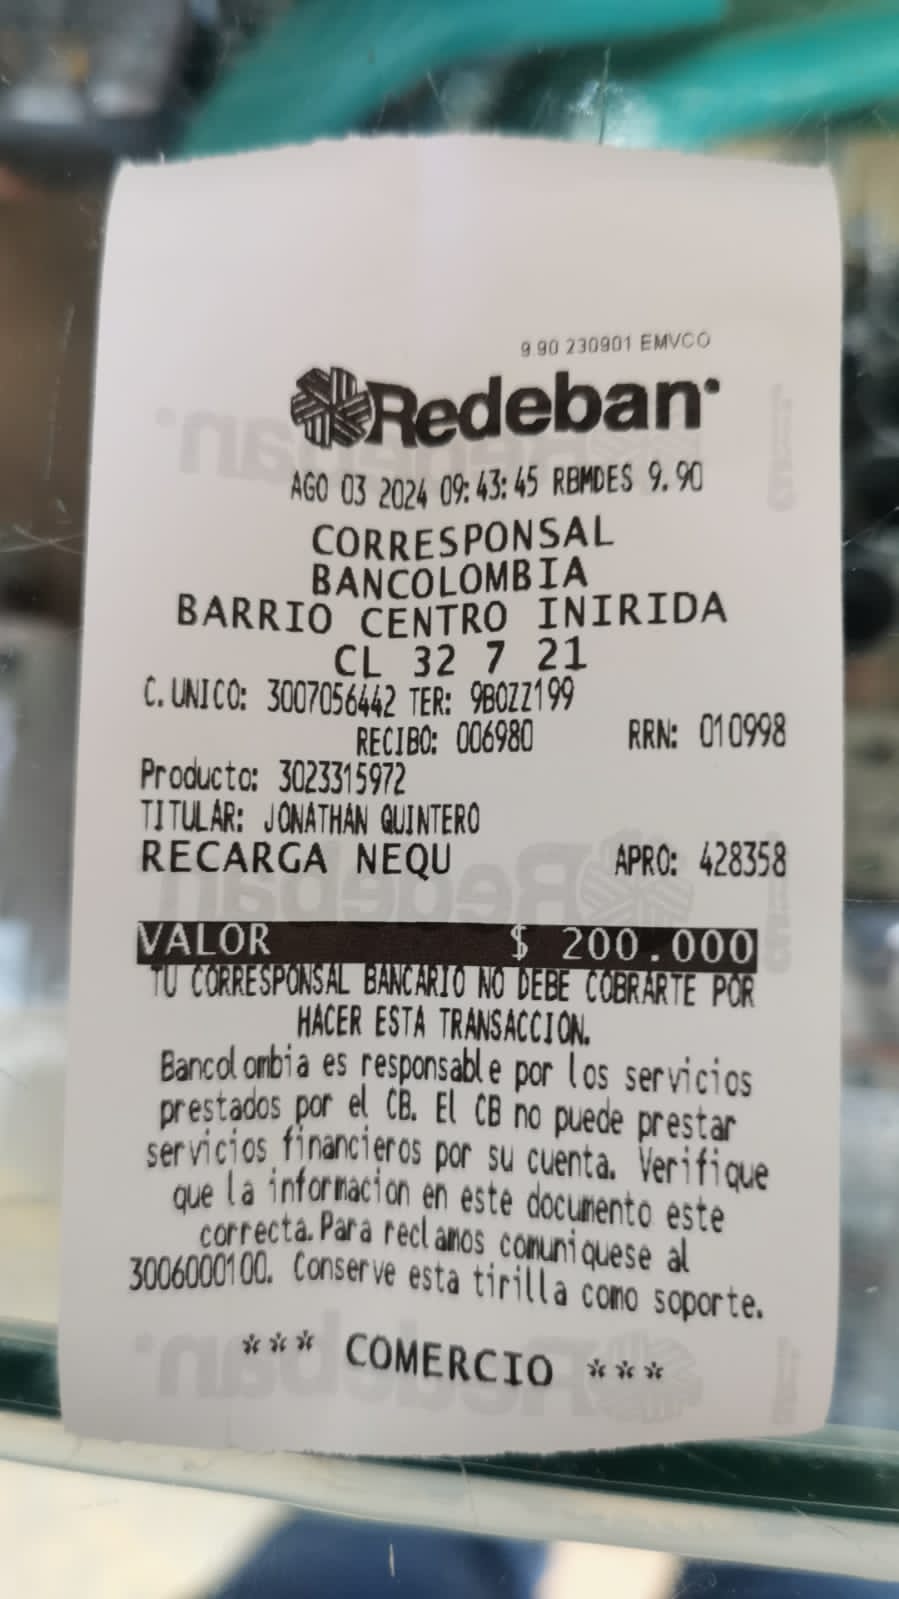 9.90 230901 EMVCO
Redeban
AGO 03 2024 09:43:45 RBMDES 9.90
CORRESPONSAL
BANCOLOMBIA
BARRIO CENTRO INIRIDA
CL 32 7 21
C.UNICO: 3007056442 TER: 9BOZZ199
RECIBO: 006980 RRN: 010998
Producto: 3023315972
TITULAR: JONATHAN QUINTERO
RECARGA NEQU APRO: 428358
VALOR $ 200.000
TU CORRESPONSAL BANCARIO NO DEBE COBRARTE POR
HACER ESTA TRANSACCION.
Bancolombia es responsable por los servicios
prestados por el CB. El CB no puede prestar
servicios financieros por su cuenta. Verifique
que la informacion en este documento este
correcta.Para reclamos comuniquese al
3006000100. Conserve esta tirilla como soporte.
*** COMERCIO ***